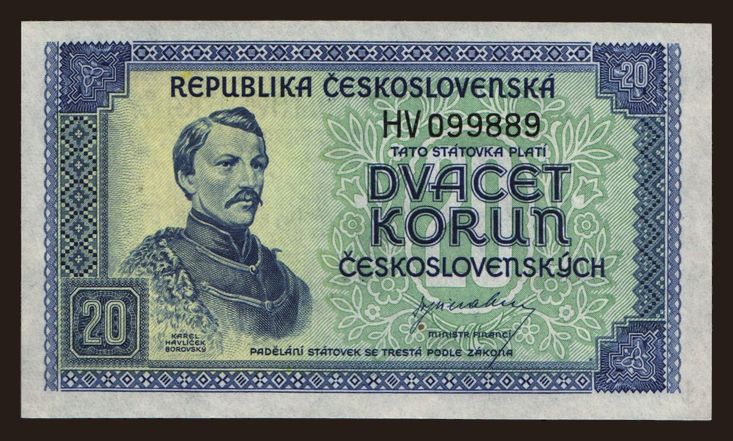 20
REPUBLIKA ČESKOSLOVENSKÁ
HV 099889
TATO STÁTOVKA PLATÍ
DVACET
KORUN
ČESKOSLOVENSKÝCH
MINISTR FINANCÍ
KAREL
HAVLÍČEK
BOROVSKÝ
20
PADĚLÁNÍ STÁTOVEK SE TRESTÁ PODLE ZÁKONA
20